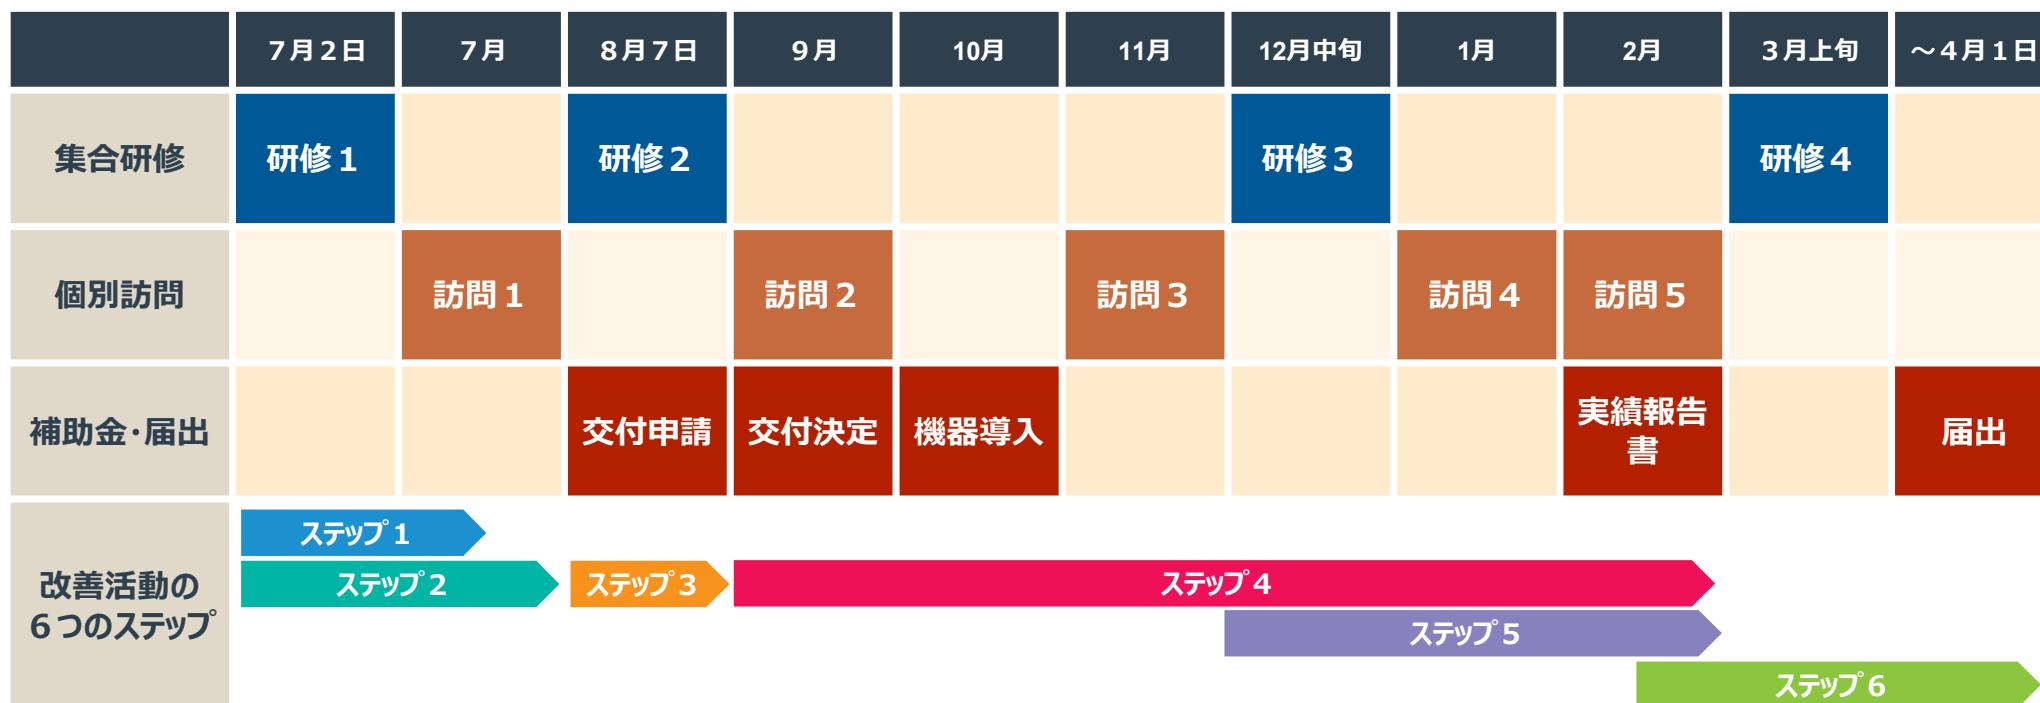 ７月２日
７月
８月７日
９月
10月
11月
12月中旬
1月
2月
３月上旬
～４月１日
集合研修
研修１
研修２
研修３
研修４
個別訪問
訪問１
訪問２
訪問３
訪問４
訪問５
補助金･届出
交付申請
交付決定
機器導入
実績報告
書
届出
改善活動の
６つのステップ
ステップ１
ステップ２
ステップ３
ステップ４
ステップ５
ステップ６